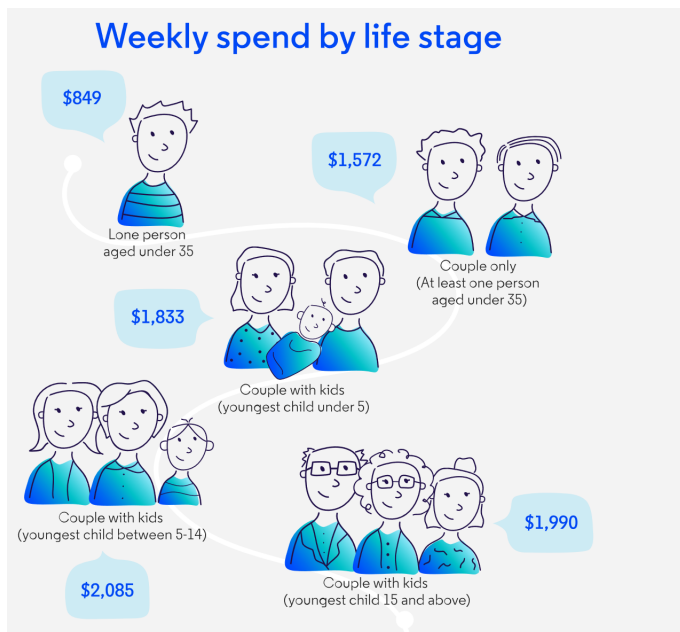 Weekly spend by life stage
$849
Lone person
aged under 35
$1,572
Couple only
(At least one person
aged under 35)
$1,833
Couple with kids
(youngest child under 5)
Couple with kids
(youngest child between 5-14)
$2,085
$1,990
Couple with kids
(youngest child 15 and above)